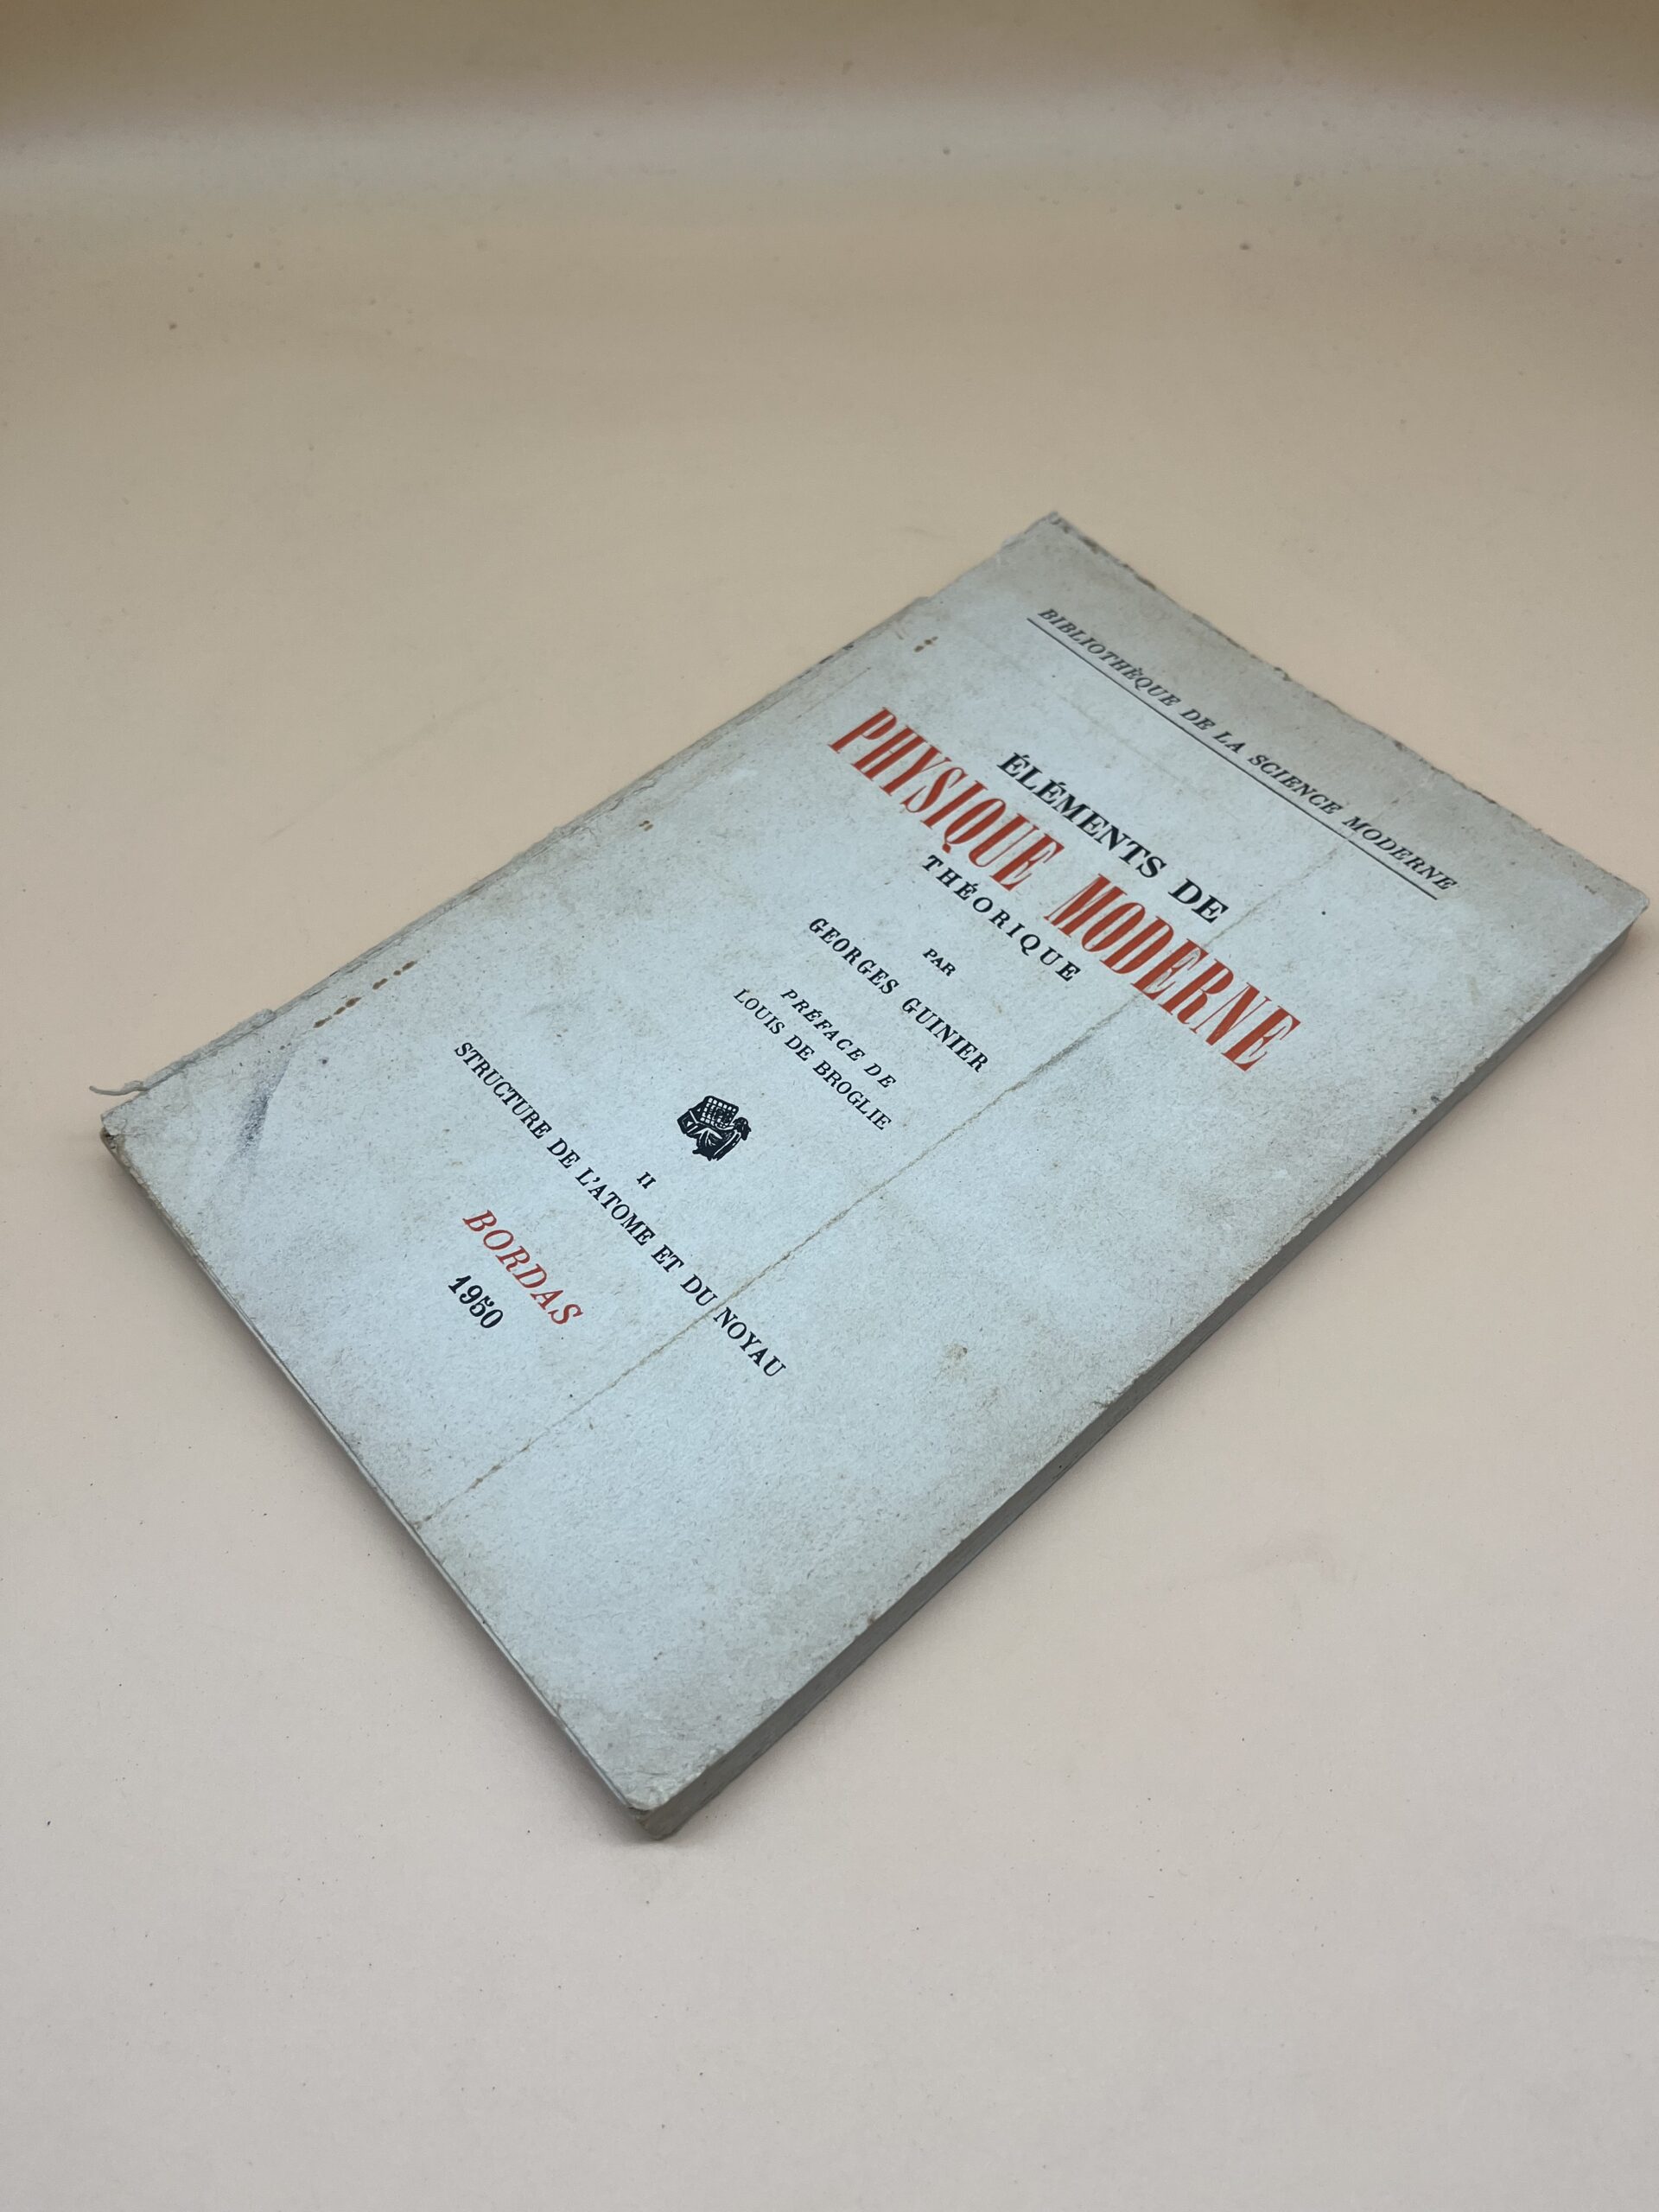 BIBLIOTHÈQUE DE LA SCIENCE MODERNE
ÉLÉMENTS DE
PHYSIQUE MODERNE
THÉORIQUE
PAR
GEORGES GUINIER
PRÉFACE DE
LOUIS DE BROGLIE
II
STRUCTURE DE L'ATOME ET DU NOYAU
BORDAS
1950